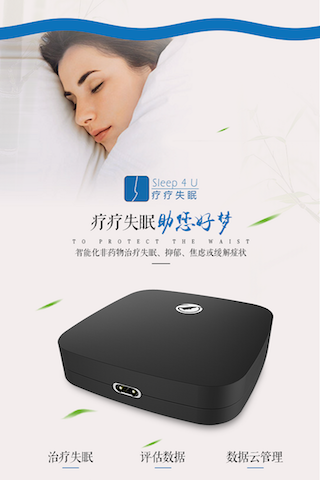 Sleep 4 U
疗疗失眠
疗疗失眠助您好梦
TO PROTECT THE WAIST
智能化非药物治疗失眠、抑郁、焦虑或缓解症状
治疗失眠 评估数据 数据云管理